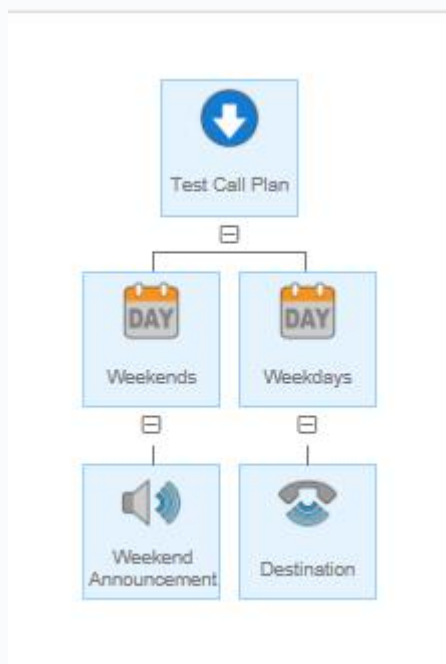 Test Call Plan
DAY
DAY
Weekends
Weekdays
Weekend
Announcement
Destination